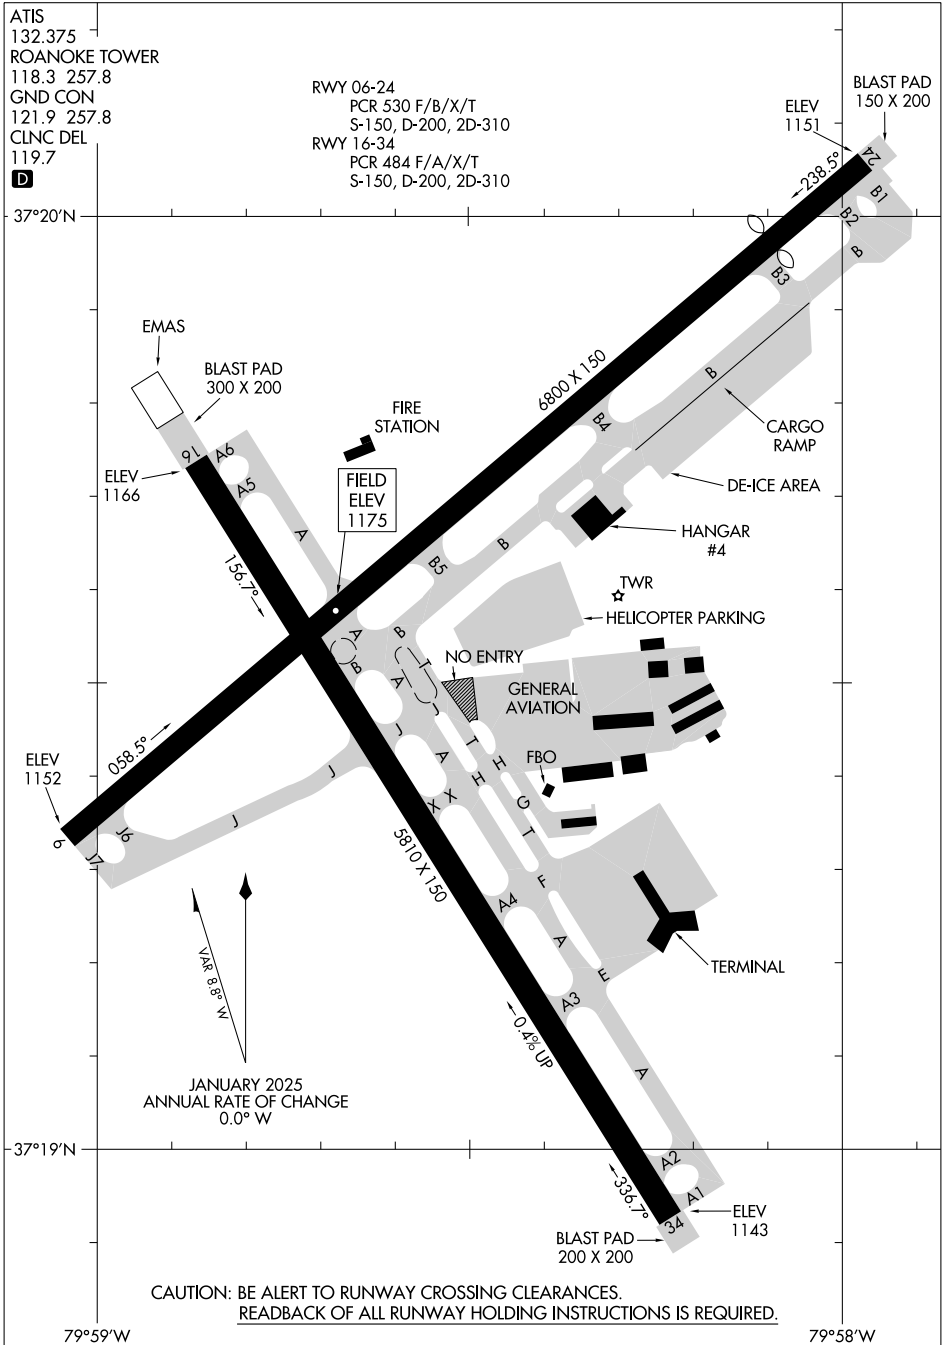 ATIS
132.375
ROANOKE TOWER
118.3 257.8
GND CON
121.9 257.8
CLNC DEL
119.7
D
RWY 06-24
PCR 530 F/B/X/T
S-150, D-200, 2D-310
RWY 16-34
PCR 484 F/A/X/T
S-150, D-200, 2D-310
BLAST PAD
150 X 200
ELEV
1151
24
238.5°
B1
B2
B
B3
37°20'N
EMAS
BLAST PAD
300 X 200
6800 X 150
B
FIRE
STATION
B4
CARGO
RAMP
16
A6
ELEV
1166
A5
FIELD
ELEV
1175
DE-ICE AREA
A
HANGAR
#4
B
B5
156.7°
TWR
HELICOPTER PARKING
A
B
B
T
NO ENTRY
A
GENERAL
AVIATION
J
J
058.5°
T
A
H
H
FBO
ELEV
1152
J
X
X
G
J
T
J6
6
J7
5810 X 150
F
A4
A
TERMINAL
E
VAR 8.8° W
A3
0.4% UP
A
JANUARY 2025
ANNUAL RATE OF CHANGE
0.0° W
37°19'N
A2
336.7°
A1
34
ELEV
1143
BLAST PAD
200 X 200
CAUTION: BE ALERT TO RUNWAY CROSSING CLEARANCES.
READBACK OF ALL RUNWAY HOLDING INSTRUCTIONS IS REQUIRED.
79°59'W
79°58'W